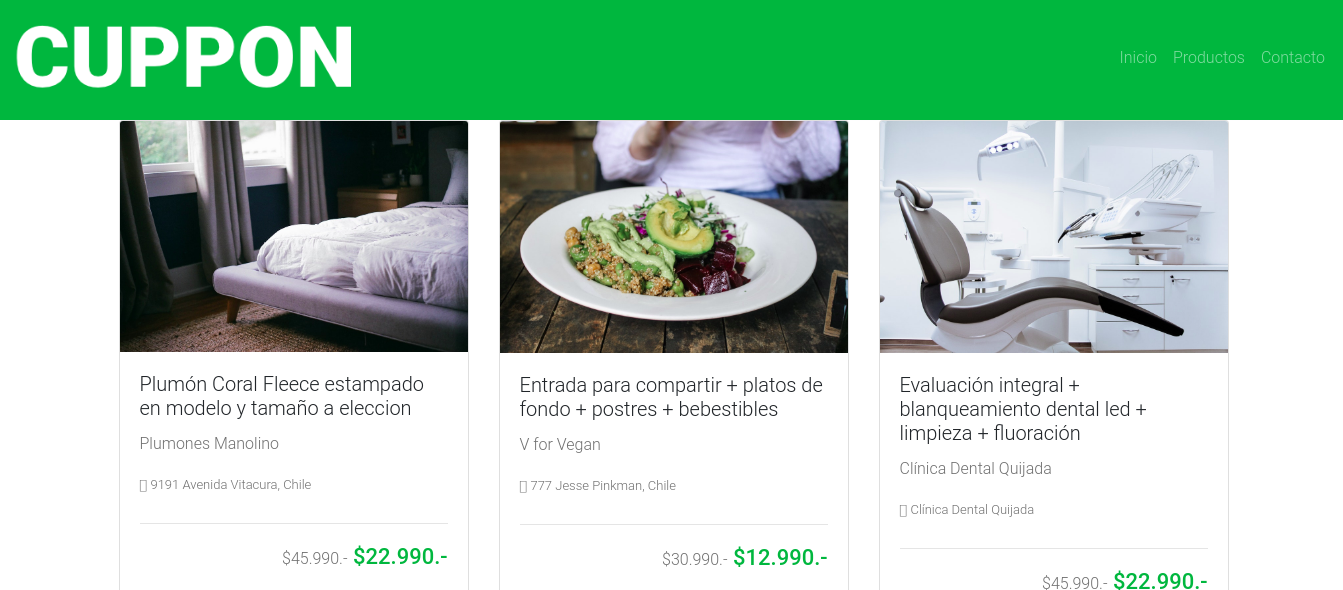 CUPPON
Inicio Productos Contacto
Plumón Coral Fleece estampado
en modelo y tamaño a eleccion
Plumones Manolino
9191 Avenida Vitacura, Chile
$45.990.- $22.990.-
Entrada para compartir + platos de
fondo + postres + bebestibles
V for Vegan
777 Jesse Pinkman, Chile
$30.990.- $12.990.-
Evaluación integral +
blanqueamiento dental led +
limpieza + fluoración
Clínica Dental Quijada
Clínica Dental Quijada
$45.990.- $22.990.-